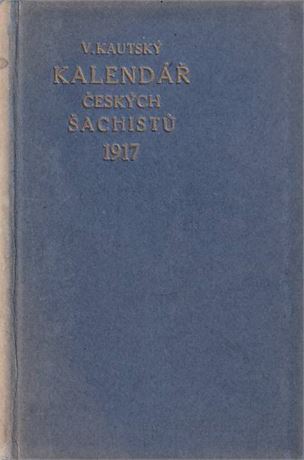 V. KAUTSKÝ
KALENDÁŘ
ČESKÝCH
ŠACHISTŮ
1917